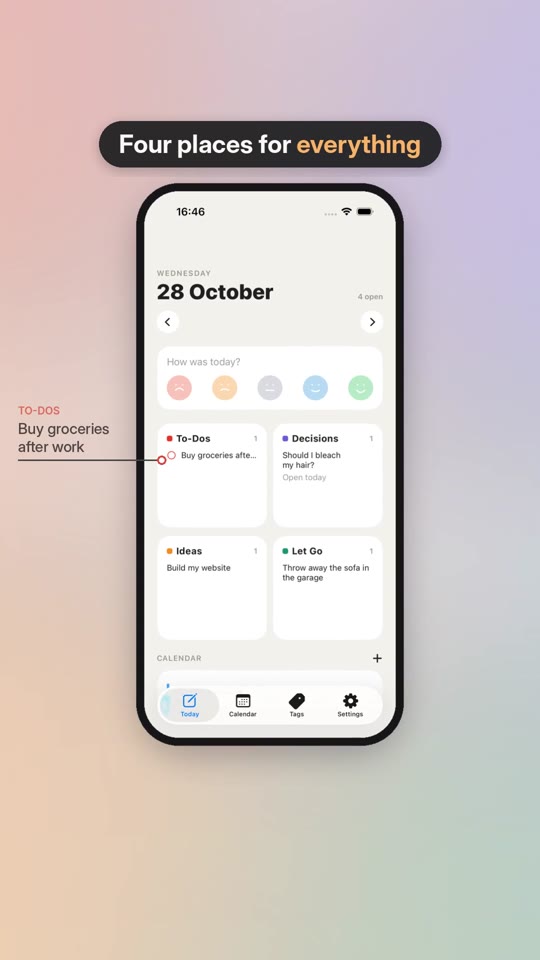 Four places for everything
16:46
WEDNESDAY
28 October
4 open
How was today?
TO-DOS
Buy groceries
after work
To-Dos 1
Buy groceries afte...
Decisions 1
Should I bleach
my hair?
Open today
Ideas 1
Build my website
Let Go 1
Throw away the sofa in
the garage
CALENDAR
Today
Calendar
Tags
Settings